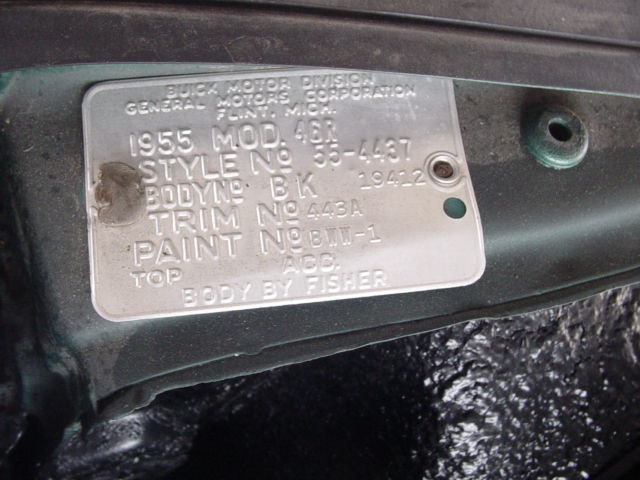 BUICK MOTOR DIVISION
GENERAL MOTORS CORPORATION
FLINT, MICH.
1955 MOD. 46R
STYLE NO 55-4437
BODY NO BK 19412
TRIM NO 443A
PAINT NO BWW-1
TOP ACC.
BODY BY FISHER